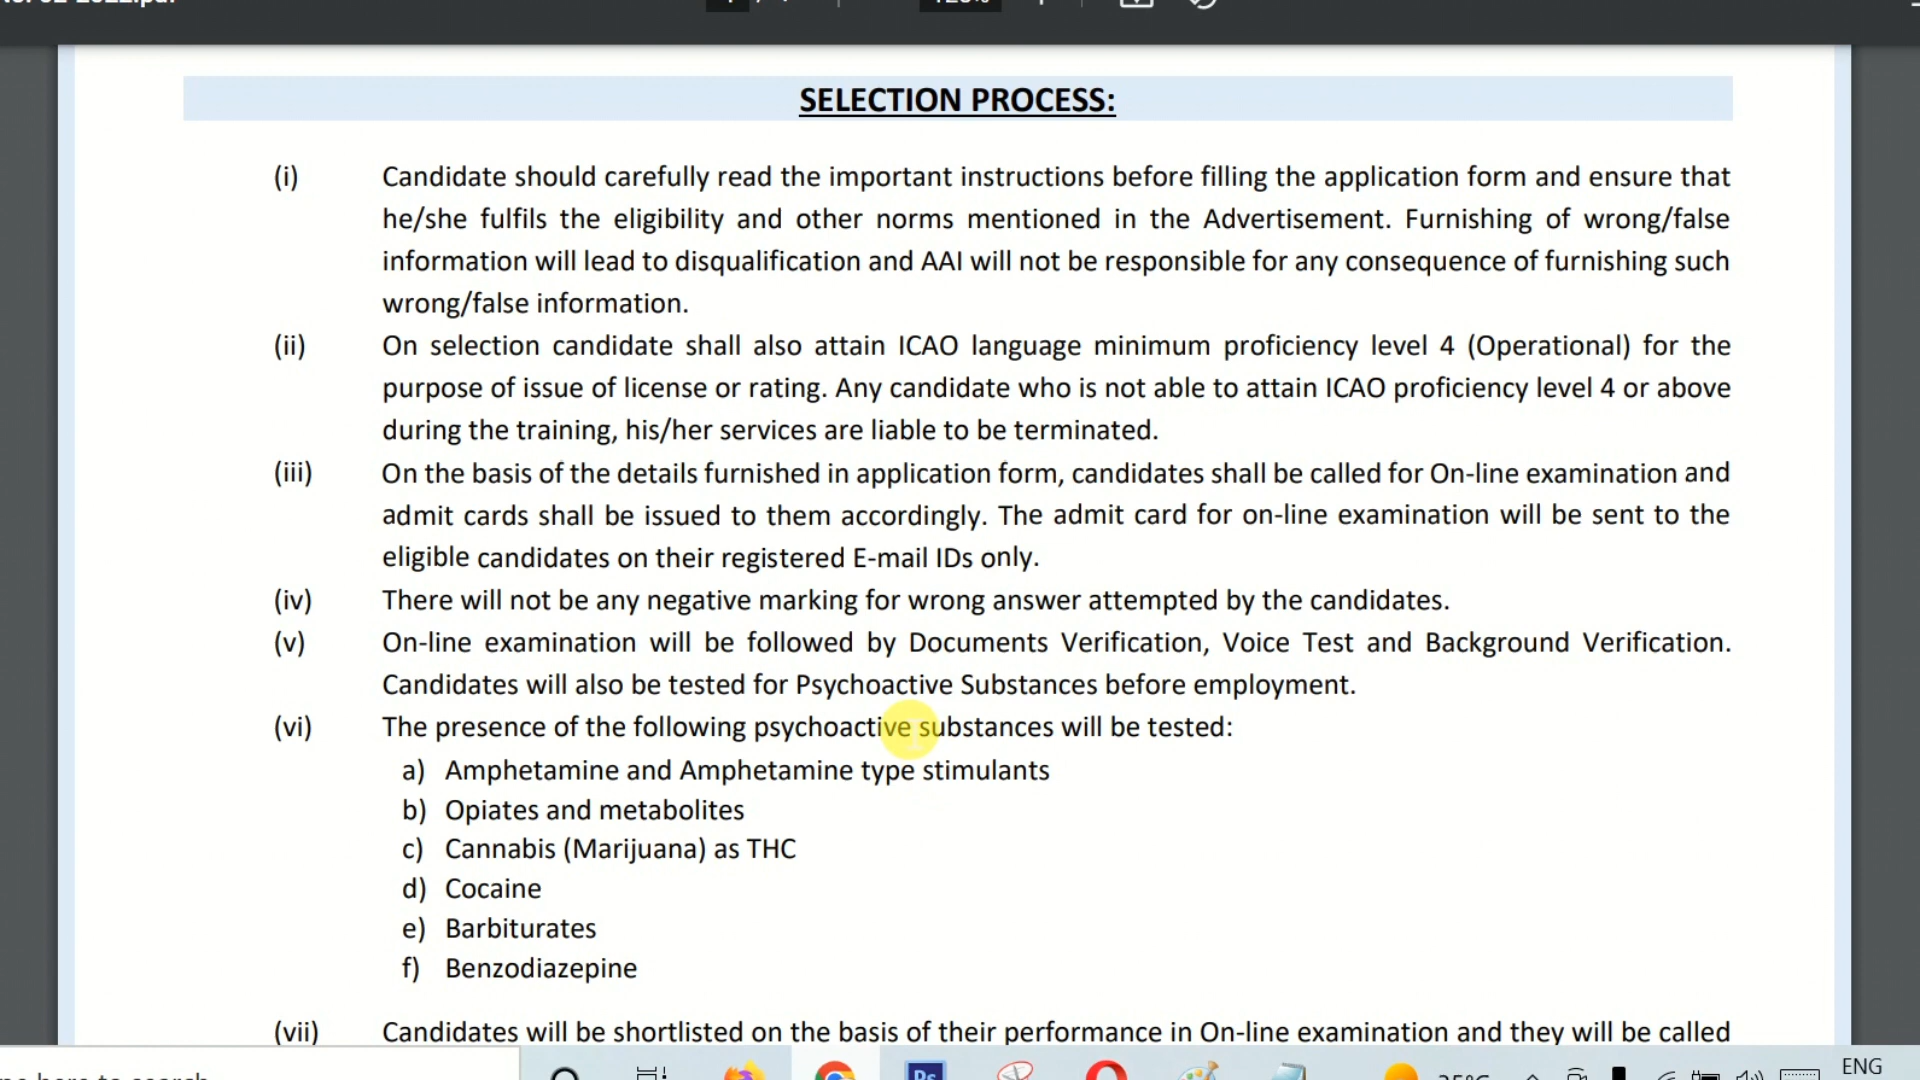 SELECTION PROCESS:
(i) Candidate should carefully read the important instructions before filling the application form and ensure that
he/she fulfils the eligibility and other norms mentioned in the Advertisement. Furnishing of wrong/false
information will lead to disqualification and AAI will not be responsible for any consequence of furnishing such
wrong/false information.
(ii) On selection candidate shall also attain ICAO language minimum proficiency level 4 (Operational) for the
purpose of issue of license or rating. Any candidate who is not able to attain ICAO proficiency level 4 or above
during the training, his/her services are liable to be terminated.
(iii) On the basis of the details furnished in application form, candidates shall be called for On-line examination and
admit cards shall be issued to them accordingly. The admit card for on-line examination will be sent to the
eligible candidates on their registered E-mail IDs only.
(iv) There will not be any negative marking for wrong answer attempted by the candidates.
(v) On-line examination will be followed by Documents Verification, Voice Test and Background Verification.
Candidates will also be tested for Psychoactive Substances before employment.
(vi) The presence of the following psychoactive substances will be tested:
a) Amphetamine and Amphetamine type stimulants
b) Opiates and metabolites
c) Cannabis (Marijuana) as THC
d) Cocaine
e) Barbiturates
f) Benzodiazepine
(vii) Candidates will be shortlisted on the basis of their performance in On-line examination and they will be called
Ps
ENG